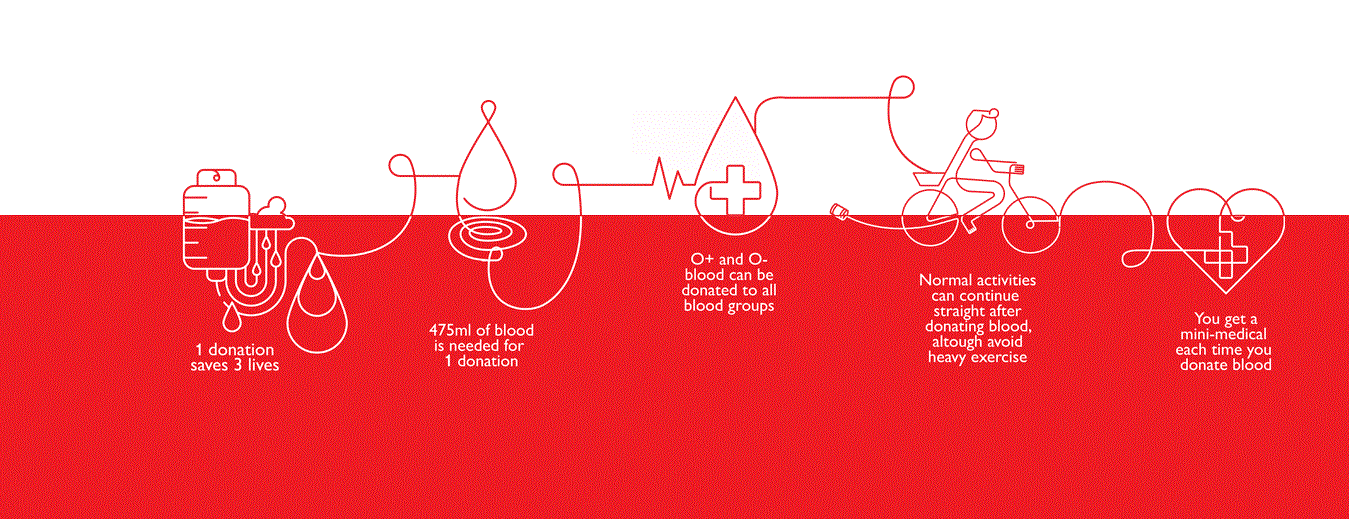 1 donation
saves 3 lives
475ml of blood
is needed for
1 donation
O+ and O-
blood can be
donated to all
blood groups
Normal activities
can continue
straight after
donating blood,
altough avoid
heavy exercise
You get a
mini-medical
each time you
donate blood